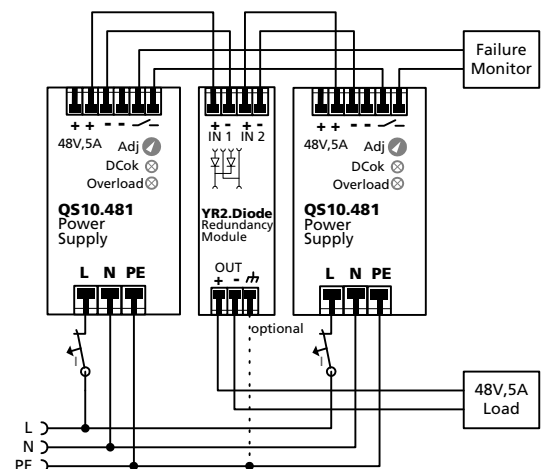 Failure
Monitor
+ + - -
48V,5A
Adj
DCok
Overload
QS10.481
Power
Supply
L N PE
+ - + -
IN 1 IN 2
YR2.Diode
Redundancy
Module
OUT
+ -
optional
+ + - -
48V,5A
Adj
DCok
Overload
QS10.481
Power
Supply
L N PE
I
I
48V,5A
Load
L
N
PE